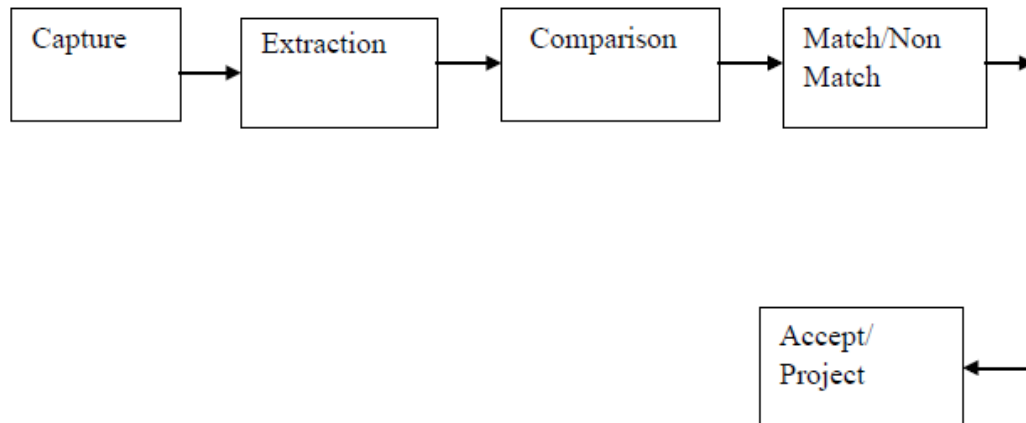 Capture
Extraction
Comparison
Match/Non
Match
Accept/
Project